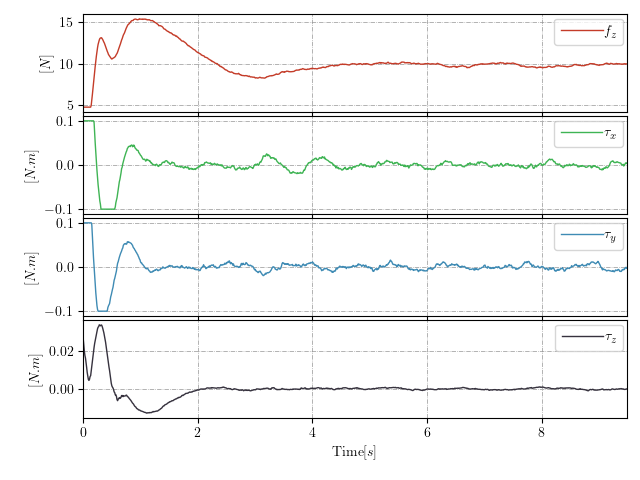 15
10
5
[N]
f_z
0.1
0.0
−0.1
[N.m]
τ_x
0.1
0.0
−0.1
[N.m]
τ_y
0.02
0.00
[N.m]
τ_z
0 2 4 6 8
Time[s]